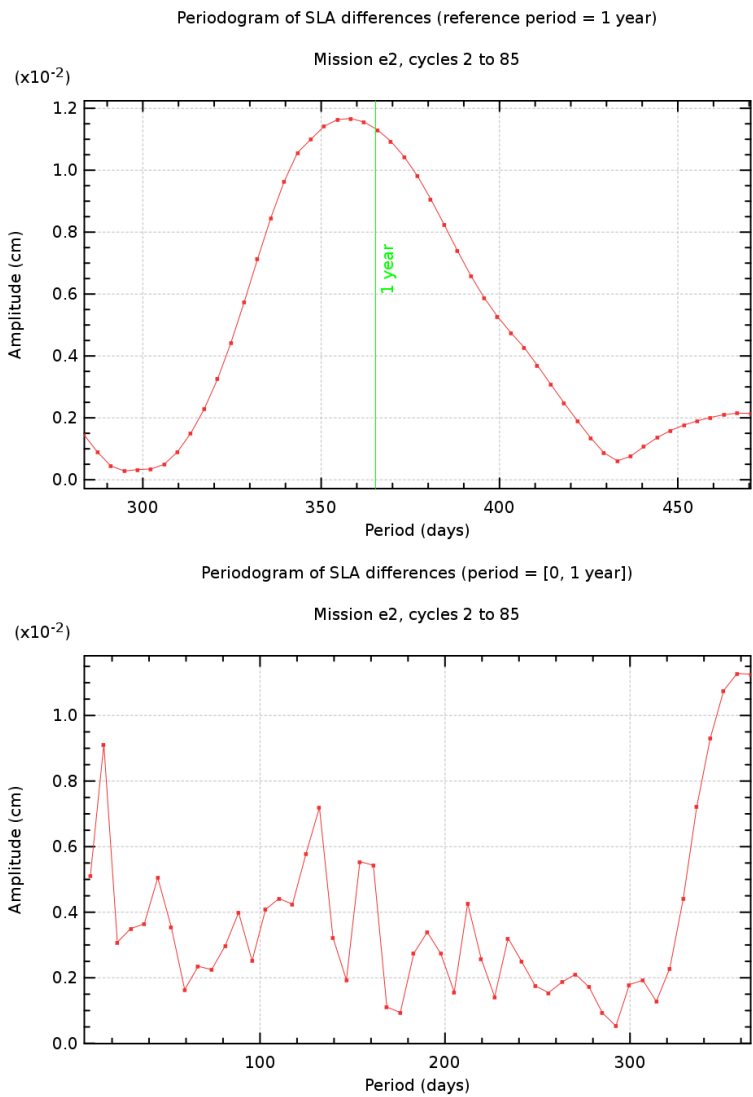 Periodogram of SLA differences (reference period = 1 year)
Mission e2, cycles 2 to 85
(x10-2)
1.2
1.0
0.8
0.6
0.4
0.2
0.0
Amplitude (cm)
1 year
300 350 400 450
Period (days)
Periodogram of SLA differences (period = [0, 1 year])
Mission e2, cycles 2 to 85
(x10-2)
1.0
0.8
0.6
0.4
0.2
0.0
Amplitude (cm)
100 200 300
Period (days)